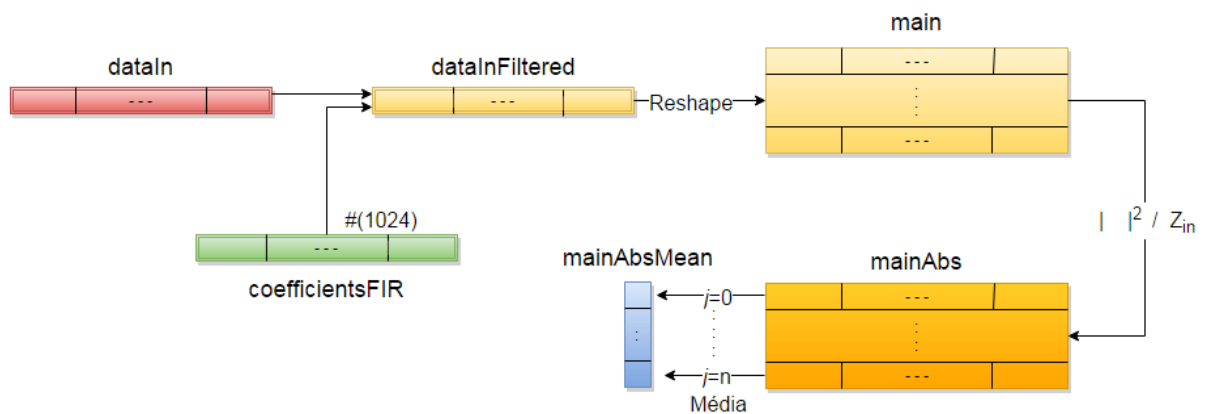 main
dataIn
dataInFiltered
---
---
---
Reshape
---
#(1024)
| |² / Zin
---
coefficientsFIR
mainAbsMean
mainAbs
j=0
---
j=n
---
Média